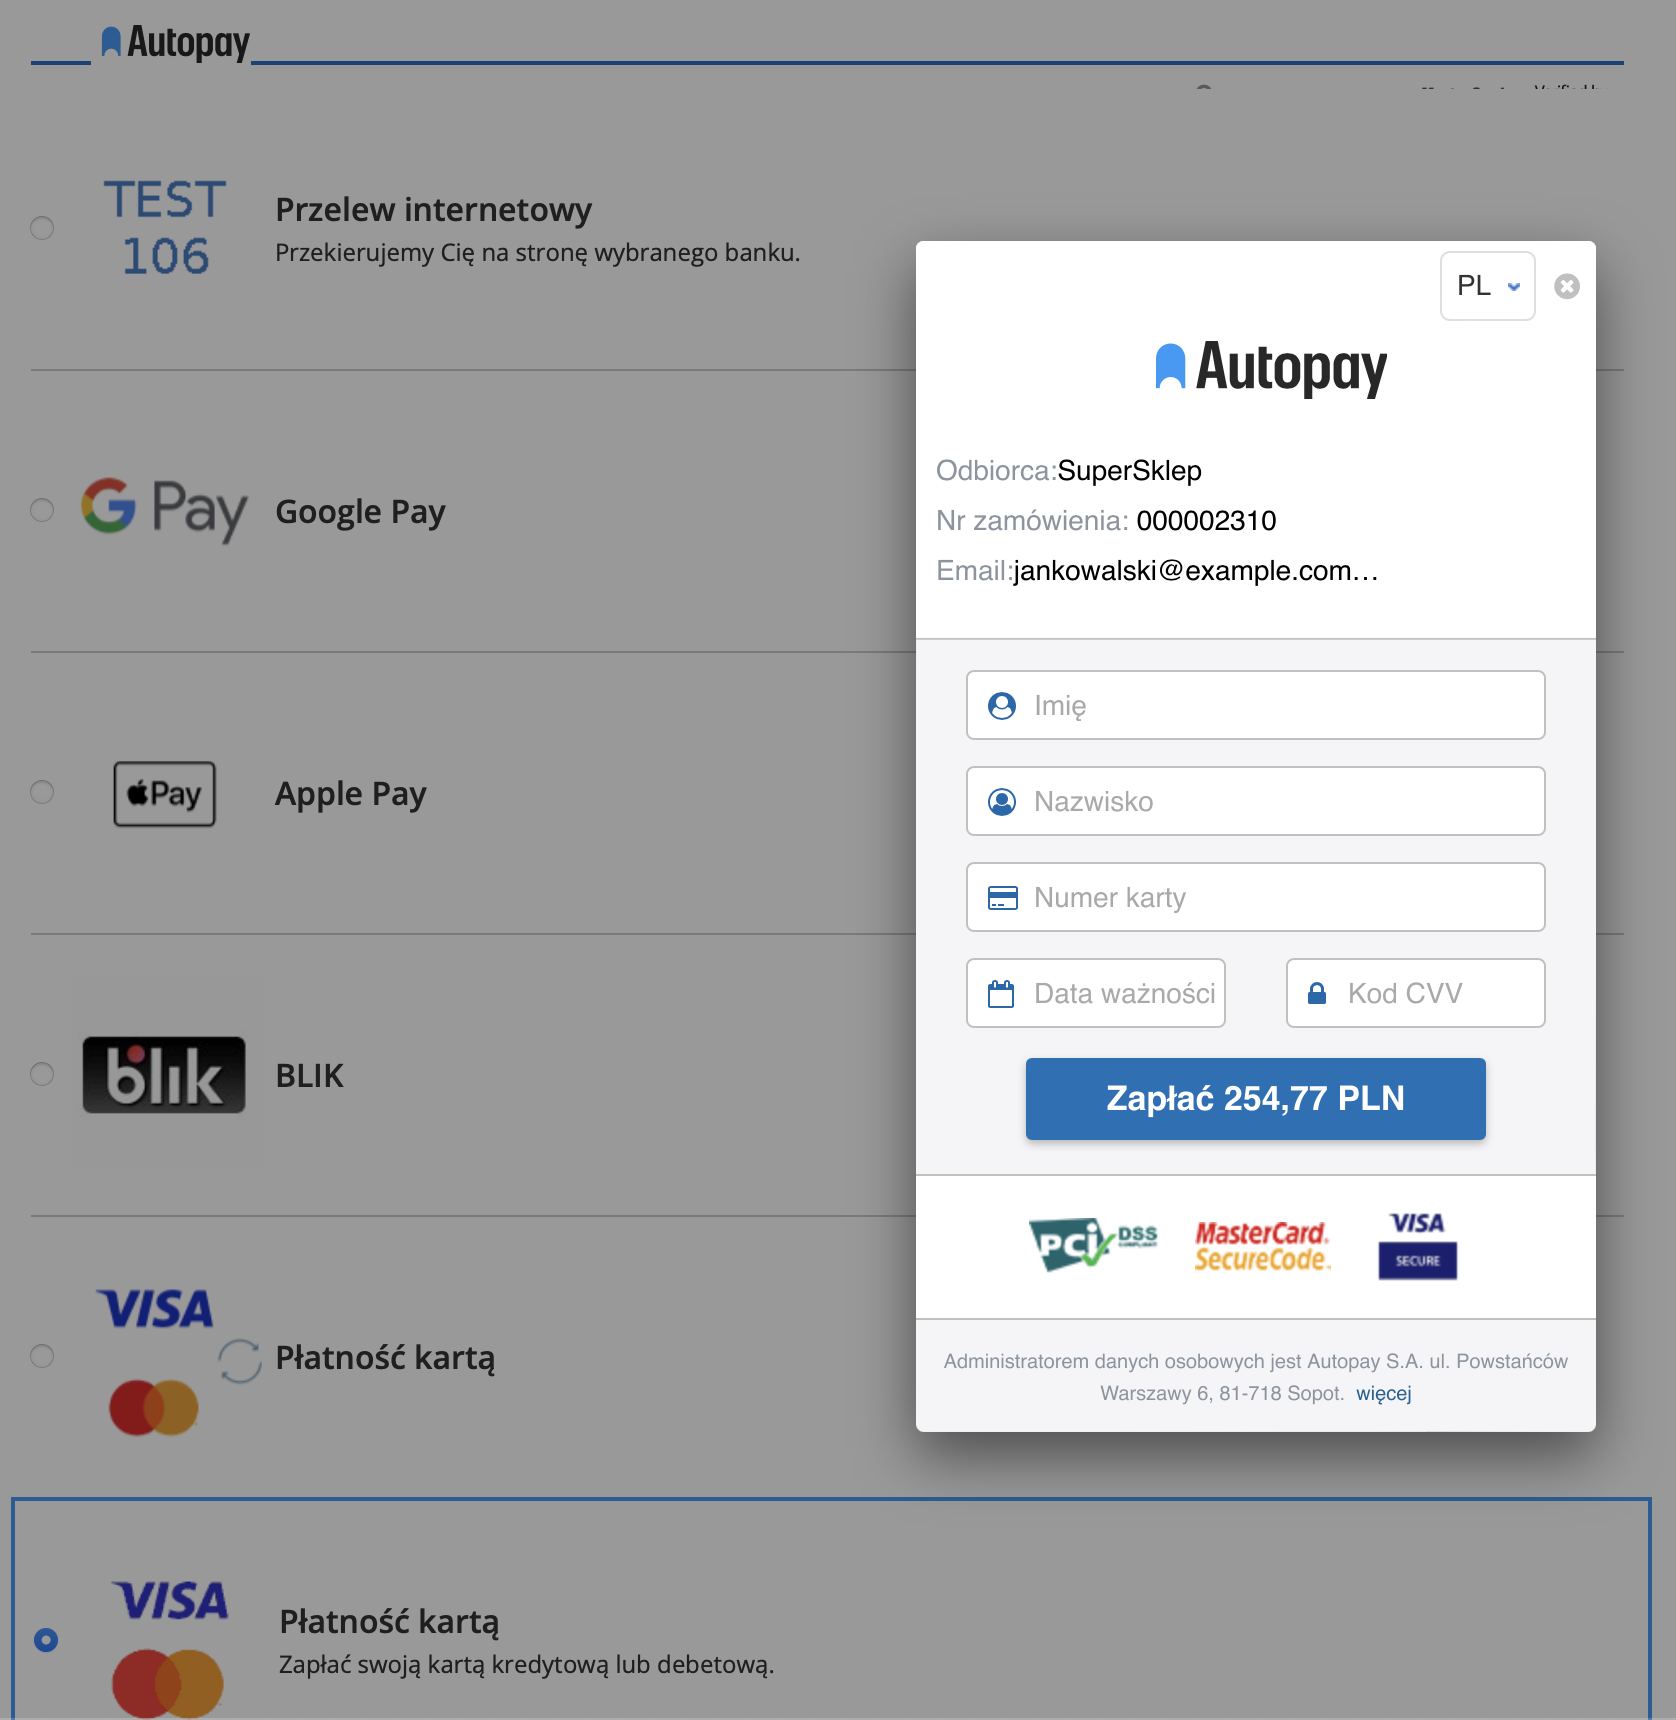 Autopay
TEST
106
Przelew internetowy
Przekierujemy Cię na stronę wybranego banku.
G Pay
Google Pay
Pay
Apple Pay
blik
BLIK
VISA
Płatność kartą
VISA
Płatność kartą
Zapłać swoją kartą kredytową lub debetową.
PL
Autopay
Odbiorca:SuperSklep
Nr zamówienia: 000002310
Email:jankowalski@example.com...
Imię
Nazwisko
Numer karty
Data ważności
Kod CVV
Zapłać 254,77 PLN
PCi DSS
COMPLIANT
MasterCard.
SecureCode.
VISA
SECURE
Administratorem danych osobowych jest Autopay S.A. ul. Powstańców
Warszawy 6, 81-718 Sopot. więcej